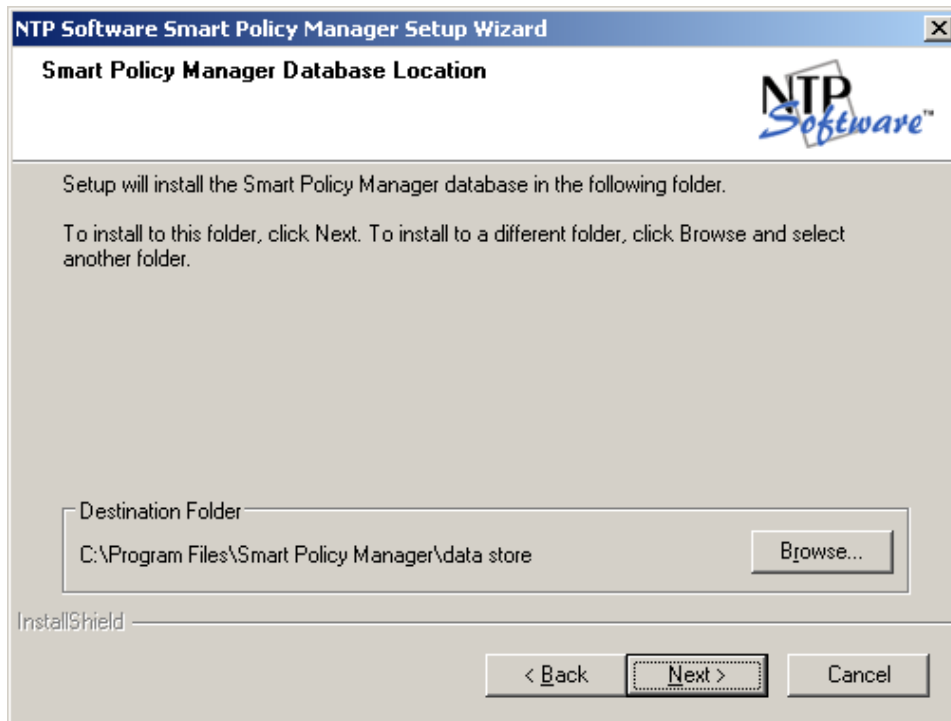 NTP Software Smart Policy Manager Setup Wizard
Smart Policy Manager Database Location
NTP
Software™
Setup will install the Smart Policy Manager database in the following folder.
To install to this folder, click Next. To install to a different folder, click Browse and select
another folder.
Destination Folder
C:\Program Files\Smart Policy Manager\data store
Browse...
InstallShield
< Back
Next >
Cancel